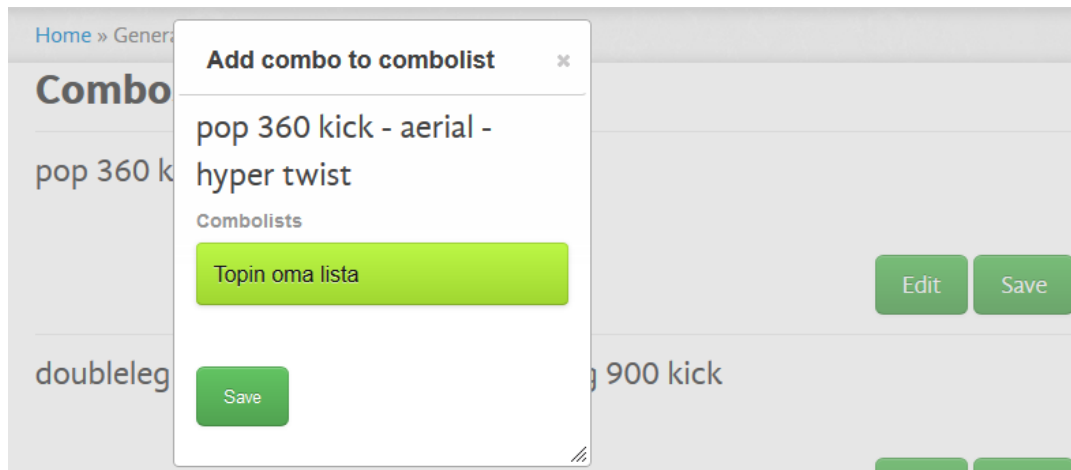 Home » Genera
Add combo to combolist ×
Combo
pop 360 kick - aerial -
hyper twist
pop 360 k
Combolists
Topin oma lista
Edit Save
doubleleg
900 kick
Save